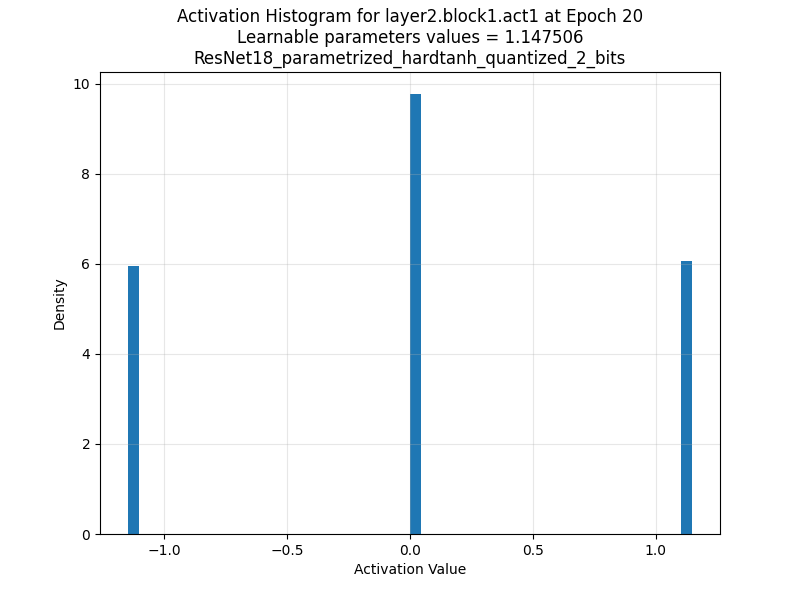 Activation Histogram for layer2.block1.act1 at Epoch 20
Learnable parameters values = 1.147506
ResNet18_parametrized_hardtanh_quantized_2_bits
10
8
6
4
2
0
Density
−1.0
−0.5
0.0
0.5
1.0
Activation Value